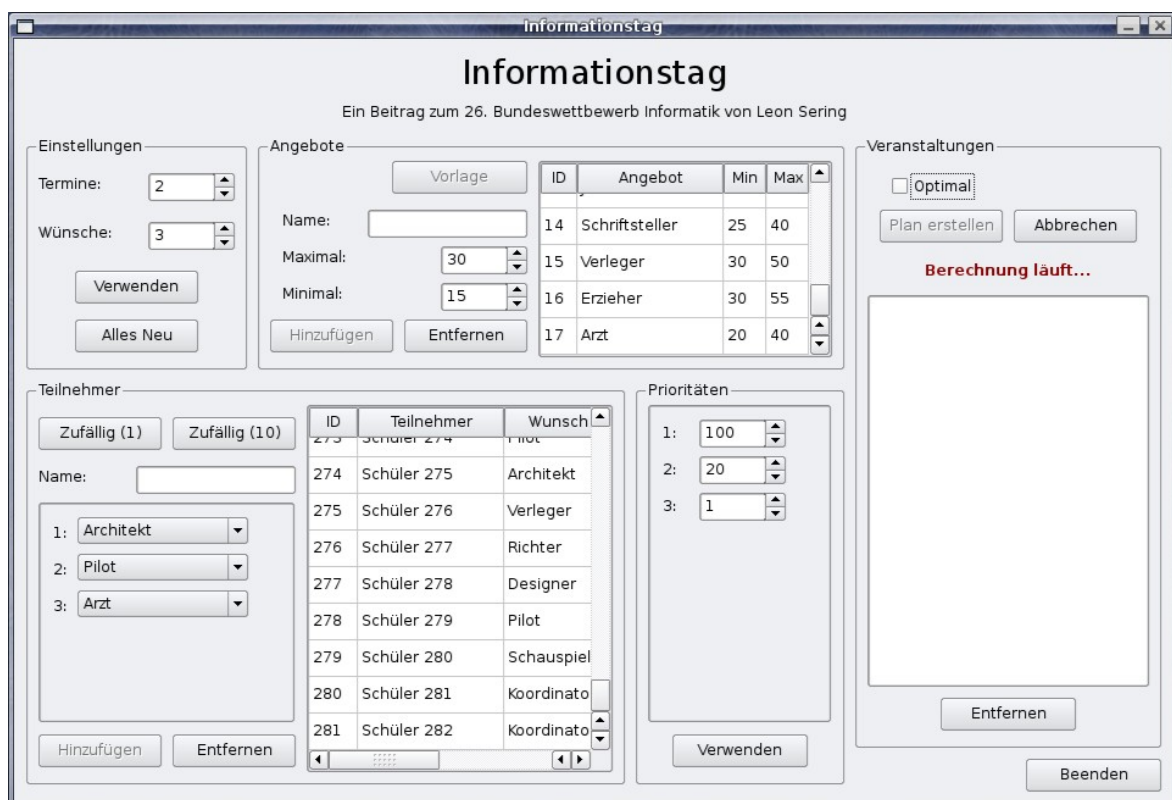 Informationstag
Informationstag
Ein Beitrag zum 26. Bundeswettbewerb Informatik von Leon Sering
Einstellungen
Termine: 2
Wünsche: 3
Verwenden
Alles Neu
Angebote
Vorlage
Name:
Maximal: 30
Minimal: 15
Hinzufügen Entfernen
ID Angebot Min Max
14 Schriftsteller 25 40
15 Verleger 30 50
16 Erzieher 30 55
17 Arzt 20 40
Veranstaltungen
Optimal
Plan erstellen Abbrechen
Berechnung läuft...
Entfernen
Teilnehmer
Zufällig (1) Zufällig (10)
Name:
1: Architekt
2: Pilot
3: Arzt
Hinzufügen Entfernen
ID Teilnehmer Wunsch
273 Schüler 274 Pilot
274 Schüler 275 Architekt
275 Schüler 276 Verleger
276 Schüler 277 Richter
277 Schüler 278 Designer
278 Schüler 279 Pilot
279 Schüler 280 Schauspiel
280 Schüler 281 Koordinato
281 Schüler 282 Koordinato
Prioritäten
1: 100
2: 20
3: 1
Verwenden
Beenden